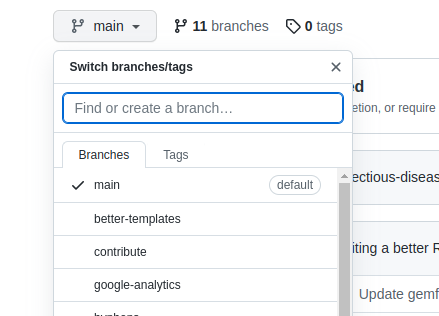 main 11 branches 0 tags
Switch branches/tags
ed
Find or create a branch… etion, or require
Branches Tags
ectious-diseas
main default
better-templates
iting a better R
contribute
google-analytics
Update gemf